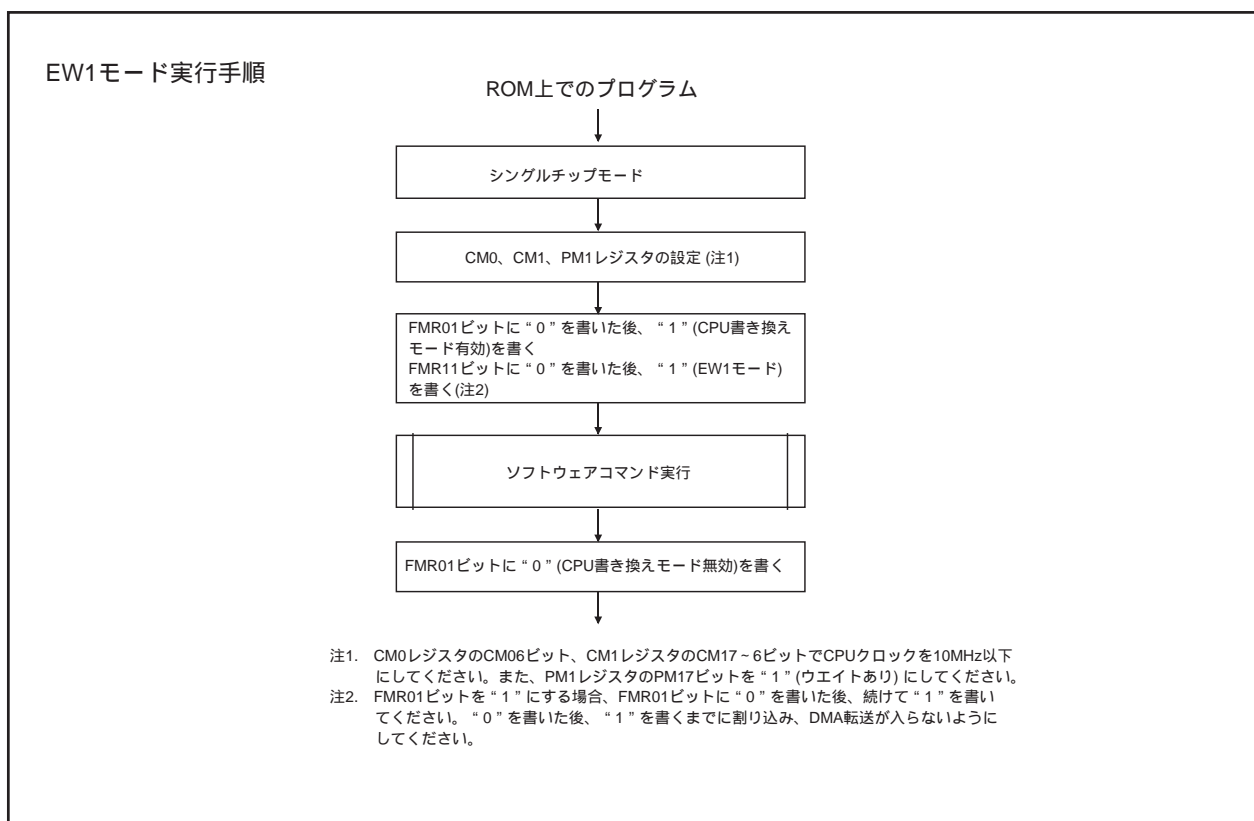 EW1モード実行手順
ROM上でのプログラム
シングルチップモード
CM0、CM1、PM1レジスタの設定 (注1)
FMR01ビットに“0”を書いた後、“1”(CPU書き換え
モード有効)を書く
FMR11ビットに“0”を書いた後、“1”(EW1モード)
を書く(注2)
ソフトウェアコマンド実行
FMR01ビットに“0”(CPU書き換えモード無効)を書く
注1. CM0レジスタのCM06ビット、CM1レジスタのCM17~6ビットでCPUクロックを10MHz以下
にしてください。また、PM1レジスタのPM17ビットを“1”(ウエイトあり) にしてください。
注2. FMR01ビットを“1”にする場合、FMR01ビットに“0”を書いた後、続けて“1”を書い
てください。“0”を書いた後、“1”を書くまでに割り込み、DMA転送が入らないように
してください。